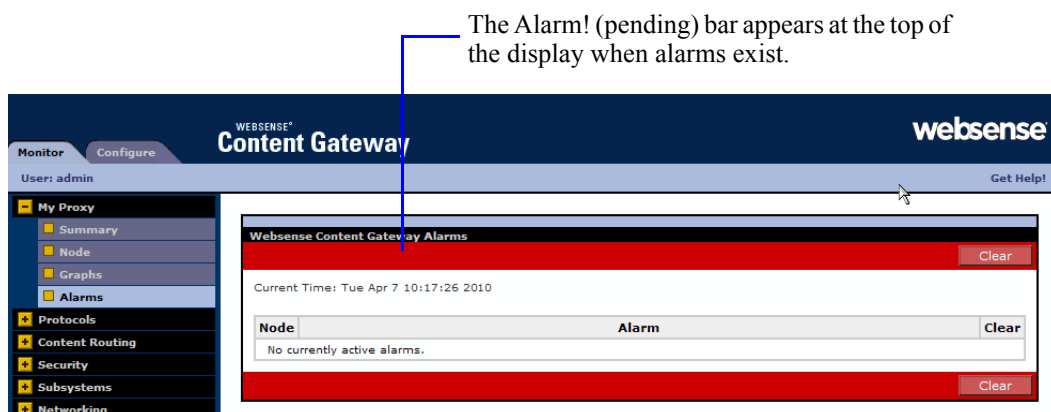 The Alarm! (pending) bar appears at the top of
the display when alarms exist.
WEBSENSE®
Content Gateway
websense
Monitor
Configure
User: admin
Get Help!
My Proxy
Summary
Node
Graphs
Alarms
Protocols
Content Routing
Security
Subsystems
Networking
Websense Content Gateway Alarms
Clear
Current Time: Tue Apr 7 10:17:26 2010
Node Alarm Clear
No currently active alarms.
Clear